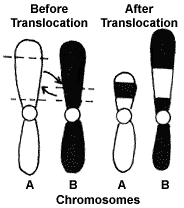 Before Translocation
After Translocation
A B A B
Chromosomes